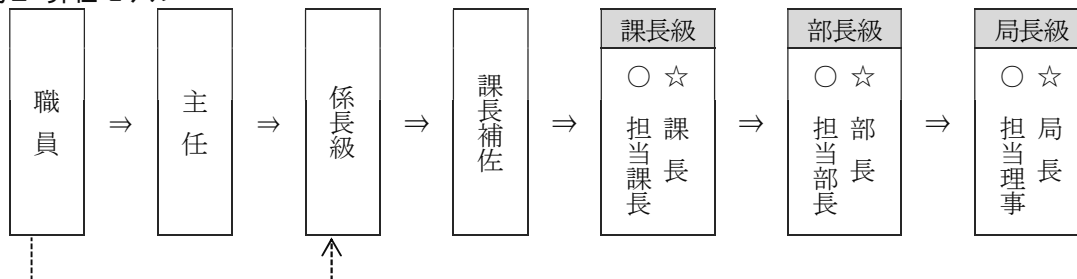 職員
⇒
主任
⇒
係長級
⇒
課長補佐
⇒
課長級
☆ 課長
○ 担当課長
⇒
部長級
☆ 部長
○ 担当部長
⇒
局長級
☆ 局長
○ 担当理事